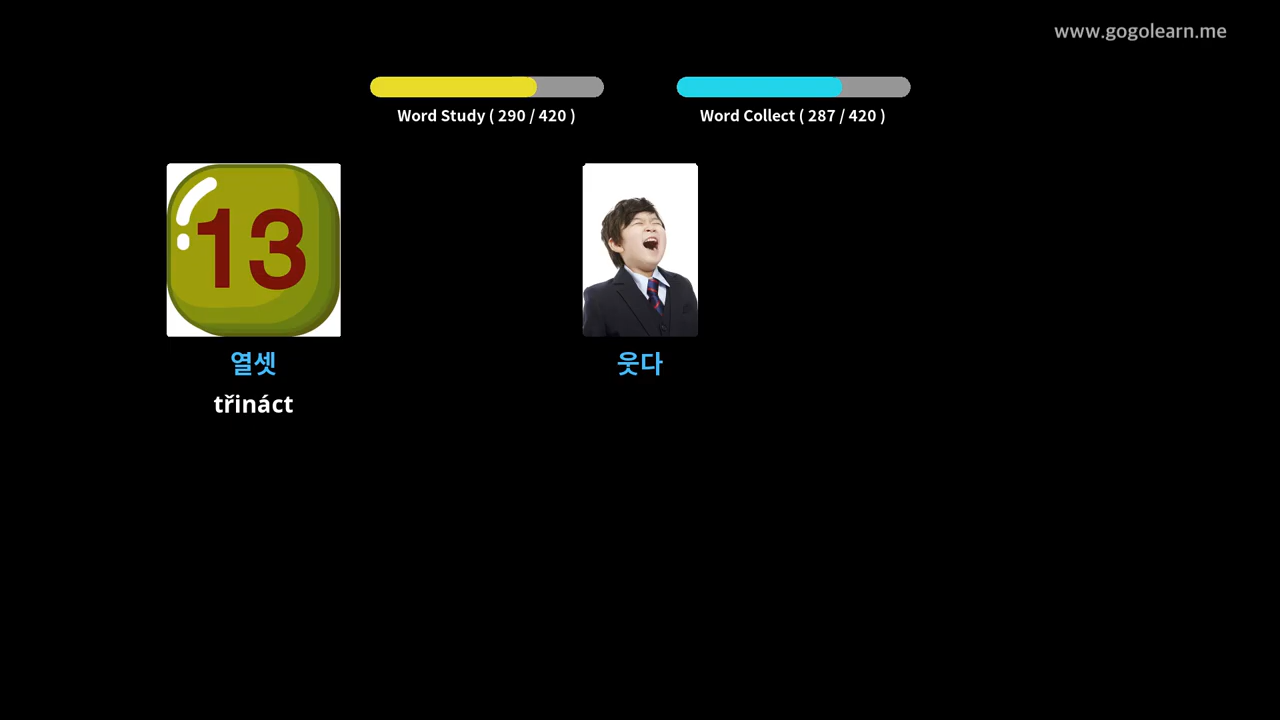 www.gogolearn.me
Word Study ( 290 / 420 )
Word Collect ( 287 / 420 )
13
열셋
웃다
třináct